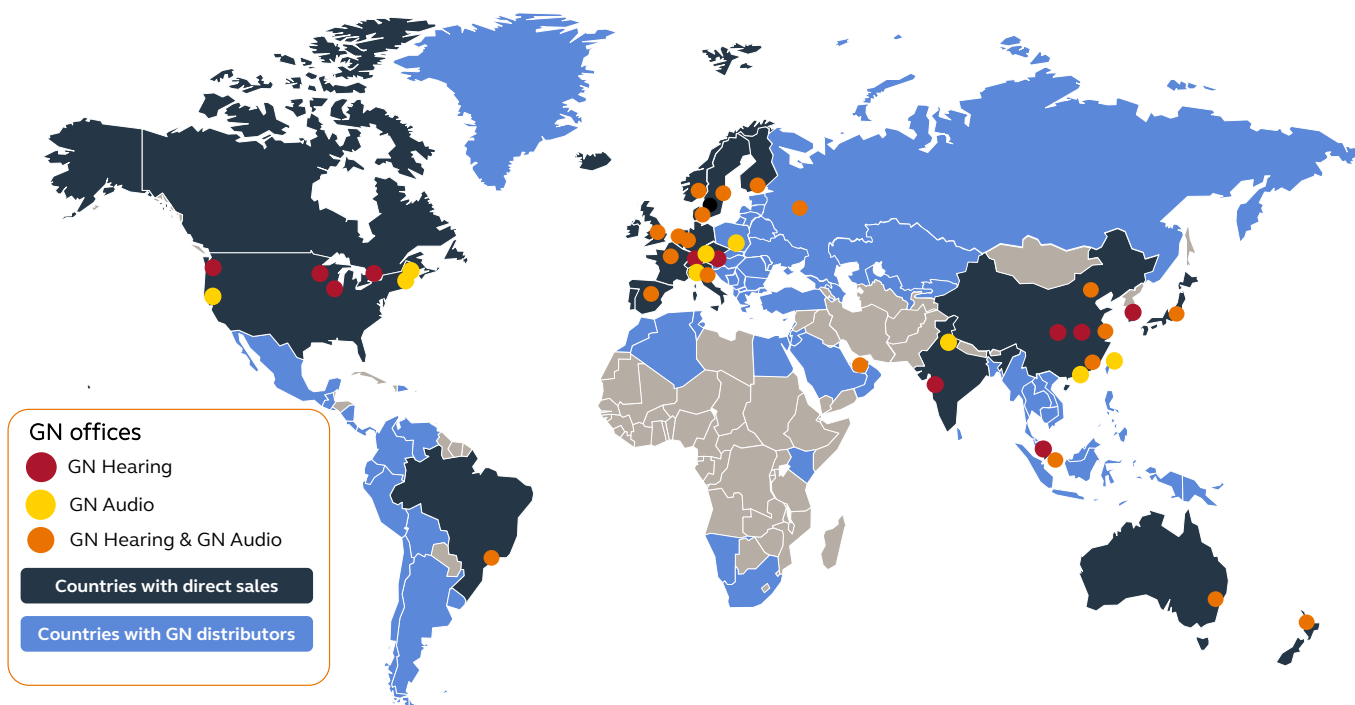 GN offices
GN Hearing
GN Audio
GN Hearing & GN Audio
Countries with direct sales
Countries with GN distributors